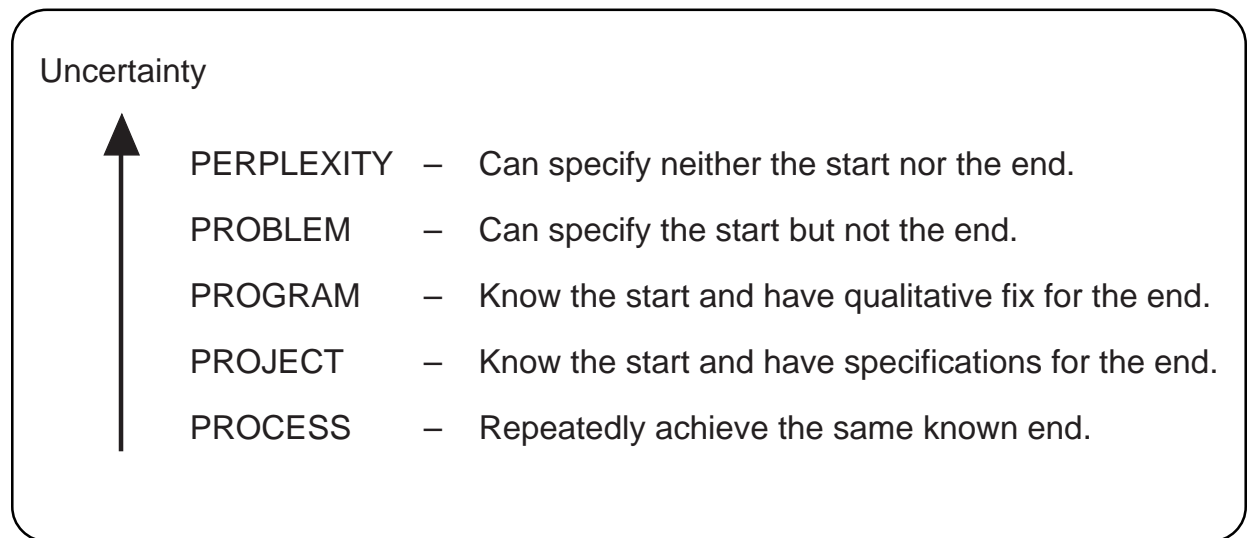 Uncertainty
PERPLEXITY – Can specify neither the start nor the end.
PROBLEM – Can specify the start but not the end.
PROGRAM – Know the start and have qualitative fix for the end.
PROJECT – Know the start and have specifications for the end.
PROCESS – Repeatedly achieve the same known end.